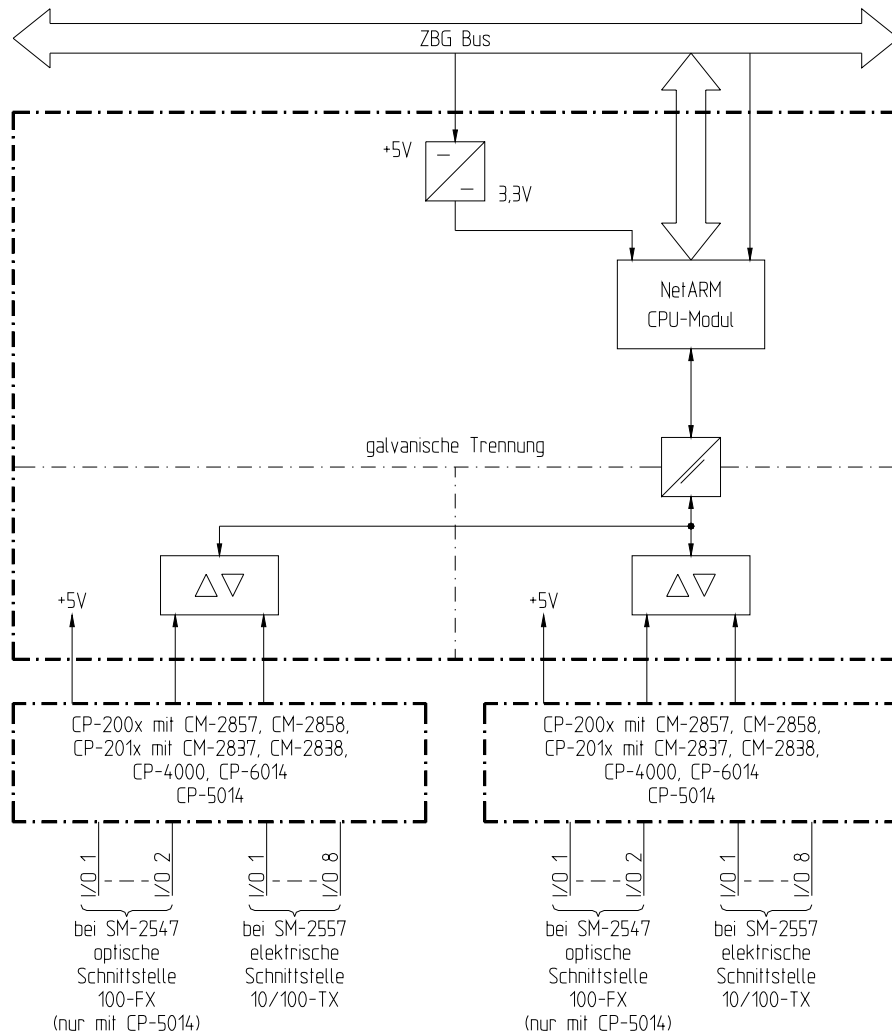 ZBG Bus
+5V
3,3V
NetARM
CPU-Modul
galvanische Trennung
+5V
+5V
CP-200x mit CM-2857, CM-2858,
CP-201x mit CM-2837, CM-2838,
CP-4000, CP-6014
CP-5014
CP-200x mit CM-2857, CM-2858,
CP-201x mit CM-2837, CM-2838,
CP-4000, CP-6014
CP-5014
I/O 1
I/O 2
I/O 1
I/O 8
I/O 1
I/O 2
I/O 1
I/O 8
bei SM-2547
optische
Schnittstelle
100-FX
(nur mit CP-5014)
bei SM-2557
elektrische
Schnittstelle
10/100-TX
bei SM-2547
optische
Schnittstelle
100-FX
(nur mit CP-5014)
bei SM-2557
elektrische
Schnittstelle
10/100-TX